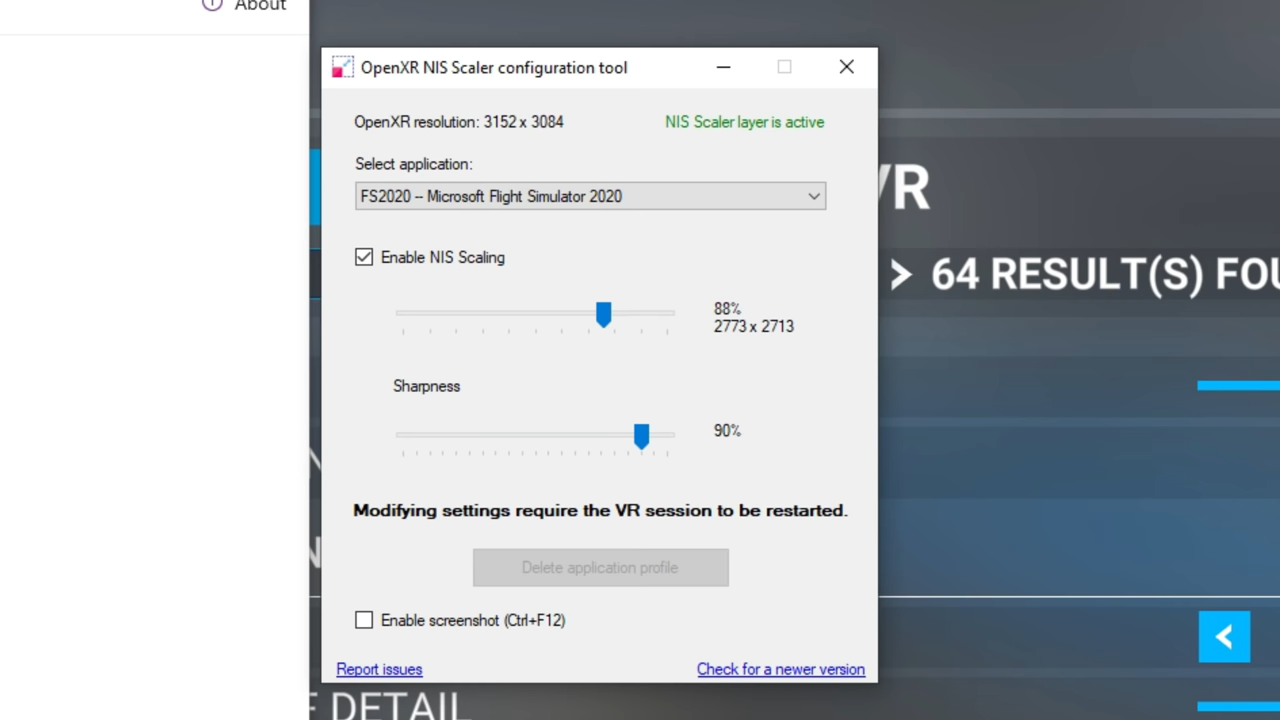 About
OpenXR NIS Scaler configuration tool
OpenXR resolution: 3152 x 3084
NIS Scaler layer is active
Select application:
FS2020 -- Microsoft Flight Simulator 2020
Enable NIS Scaling
88%
2773 x 2713
Sharpness
90%
Modifying settings require the VR session to be restarted.
Delete application profile
Enable screenshot (Ctrl+F12)
Report issues
Check for a newer version
VR
> 64 RESULT(S) FOU
DETAIL